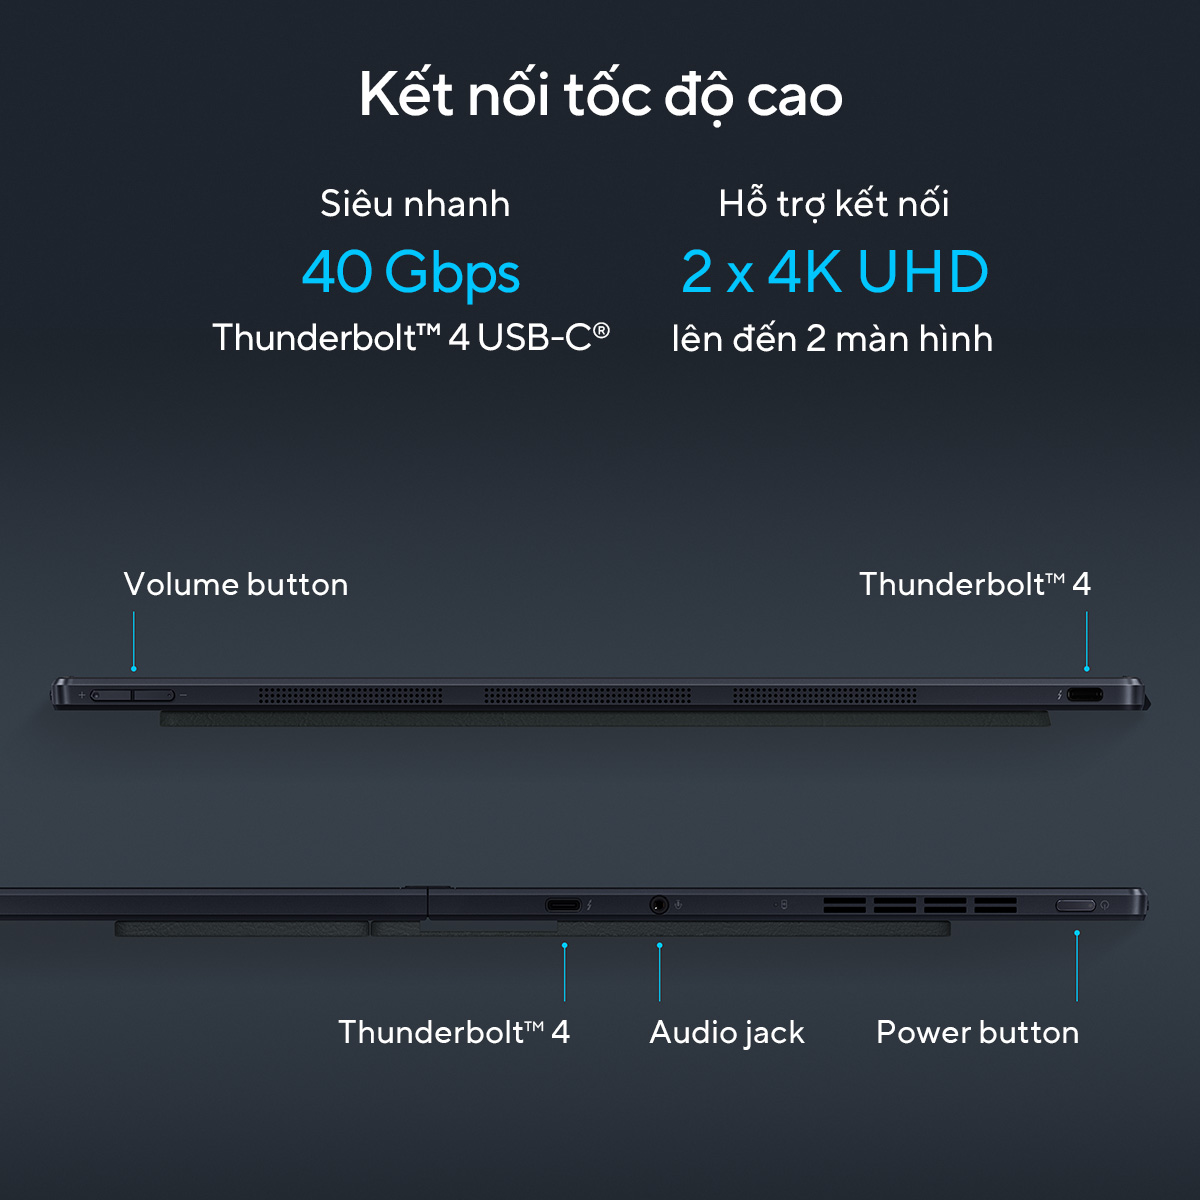 Kết nối tốc độ cao
Siêu nhanh
40 Gbps
Thunderbolt™ 4 USB-C®
Hỗ trợ kết nối
2 x 4K UHD
lên đến 2 màn hình
Volume button
Thunderbolt™ 4
+ −
Thunderbolt™ 4
Audio jack
Power button